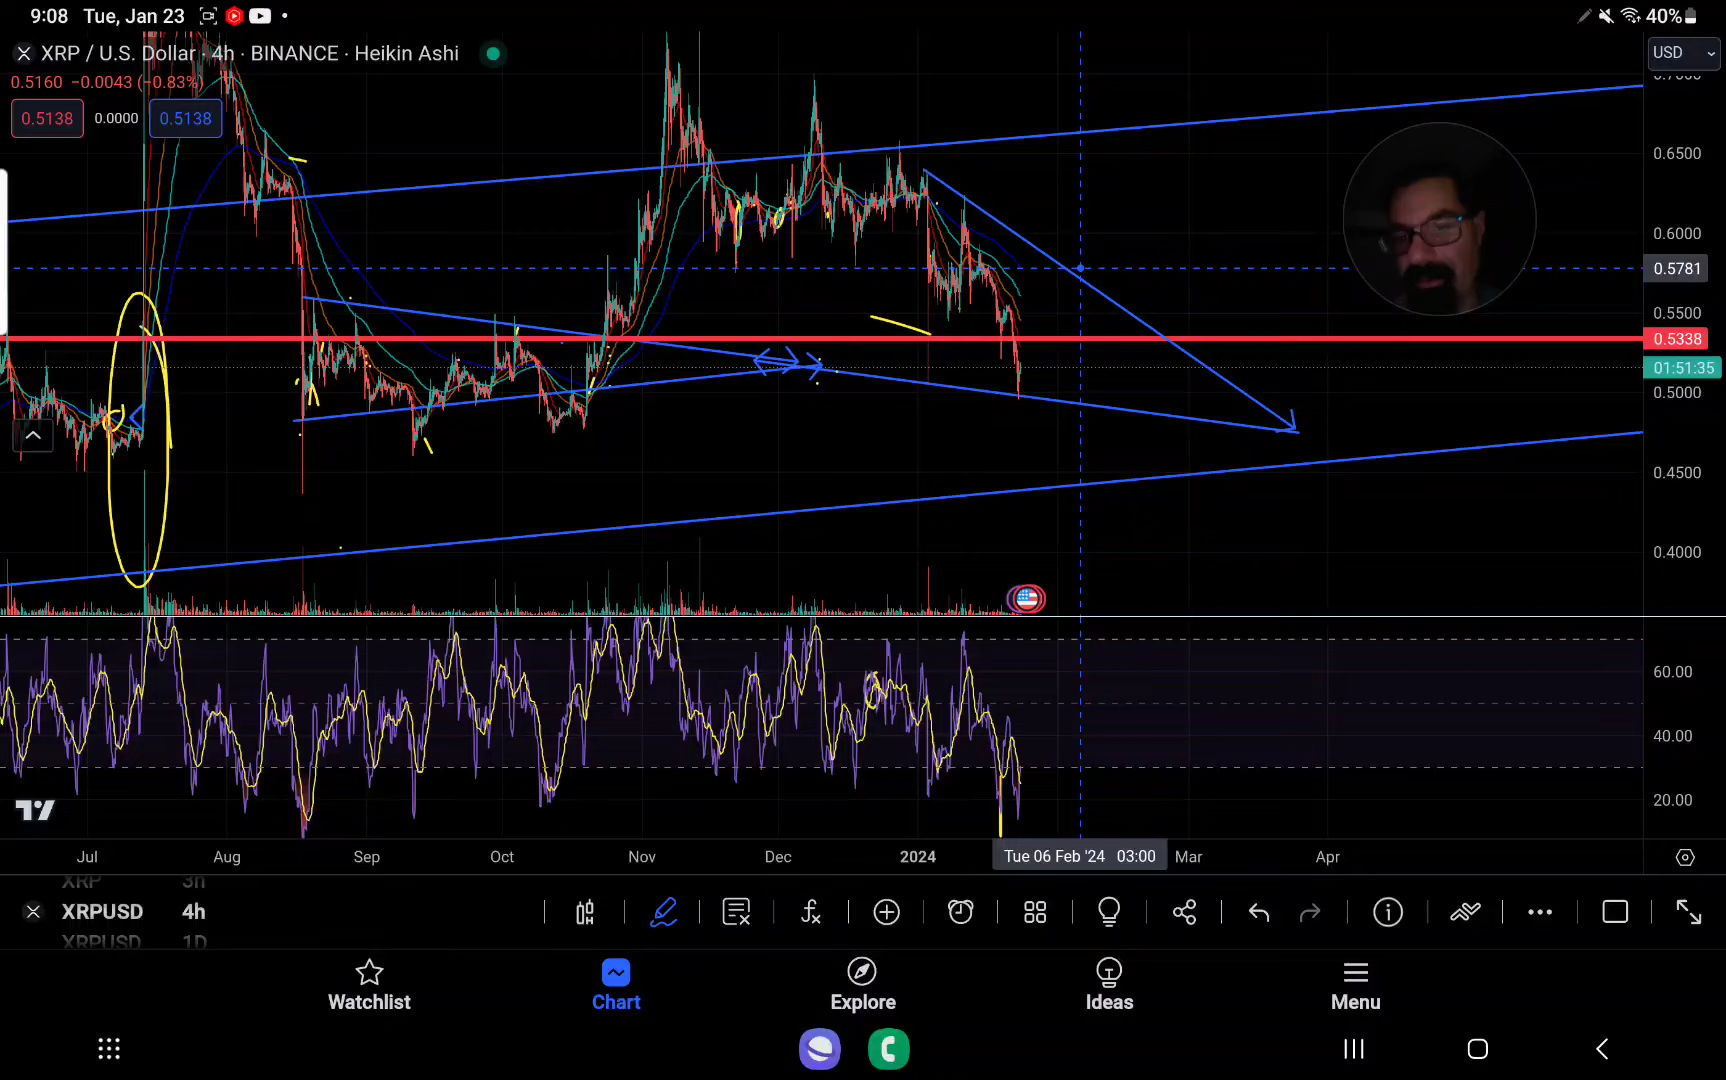 9:08 Tue, Jan 23
40%
XRP / U.S. Dollar · 4h · BINANCE · Heikin Ashi
USD
0.5160 −0.0043 (−0.83%)
0.5138 0.0000 0.5138
0.7000
0.6500
0.6000
0.5781
0.5500
0.5338
01:51:35
0.5000
0.4500
0.4000
60.00
40.00
20.00
Jul Aug Sep Oct Nov Dec 2024 Tue 06 Feb '24 03:00 Mar Apr
XRP 3h
XRPUSD 4h
XRPUSD 1D
Watchlist Chart Explore Ideas Menu